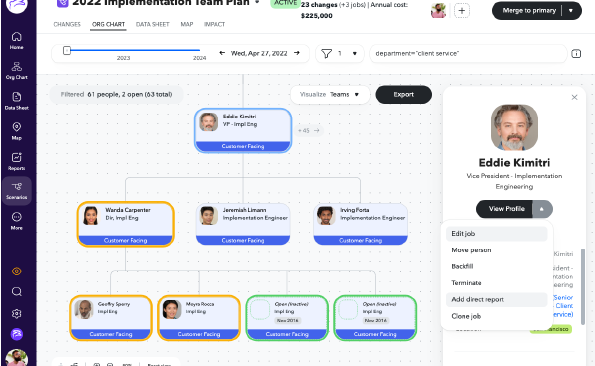 2022 Implementation Team Plan
ACTIVE
23 changes (+3 jobs) | Annual cost:
$225,000
Merge to primary
CHANGES
ORG CHART
DATA SHEET
MAP
IMPACT
Home
Org Chart
Data Sheet
Map
Reports
Scenarios
More
2023
2024
Wed, Apr 27, 2022
1
department="client service"
Filtered 61 people, 2 open (63 total)
Visualize Teams
Export
Eddie Kimitri
VP - Impl Eng
Customer Facing
+45
Wanda Carpenter
Dir, Impl Eng
Customer Facing
Jeremiah Limann
Implementation Engineer
Customer Facing
Irving Forta
Implementation Engineer
Customer Facing
Geoffry Sperry
Impl Eng
Customer Facing
Mayra Rocca
Impl Eng
Customer Facing
Open (Inactive)
Impl Eng
Nov 2016
Customer Facing
Open (Inactive)
Impl Eng
Nov 2016
Customer Facing
Eddie Kimitri
Vice President - Implementation
Engineering
View Profile
Edit job
Move person
Backfill
Terminate
Add direct report
Clone job
Kimitri